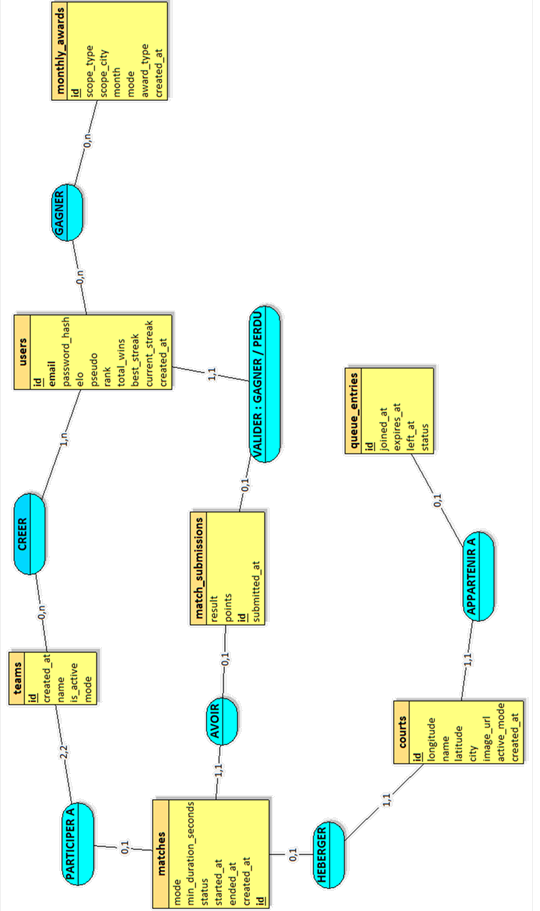 teams
id
created_at
name
is_active
mode
0,n
CREER
1,n
users
id
email
password_hash
elo
pseudo
rank
total_wins
best_streak
current_streak
created_at
0,n
GAGNER
0,n
monthly_awards
id
scope_type
scope_city
month
mode
award_type
created_at
2,2
PARTICIPER A
0,1
matches
mode
min_duration_seconds
status
started_at
ended_at
created_at
id
1,1
AVOIR
0,1
match_submissions
result
points
id
submitted_at
0,1
VALIDER : GAGNER / PERDU
1,1
0,1
HEBERGER
1,1
courts
id
longitude
name
latitude
city
image_url
active_mode
created_at
1,1
APPARTENIR A
0,1
queue_entries
id
joined_at
expires_at
left_at
status